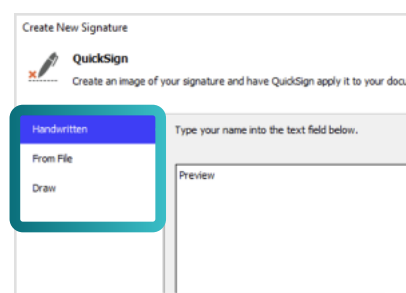 Create New Signature
QuickSign
Create an image of your signature and have QuickSign apply it to your
Handwritten
Type your name into the text field below.
From File
Preview
Draw